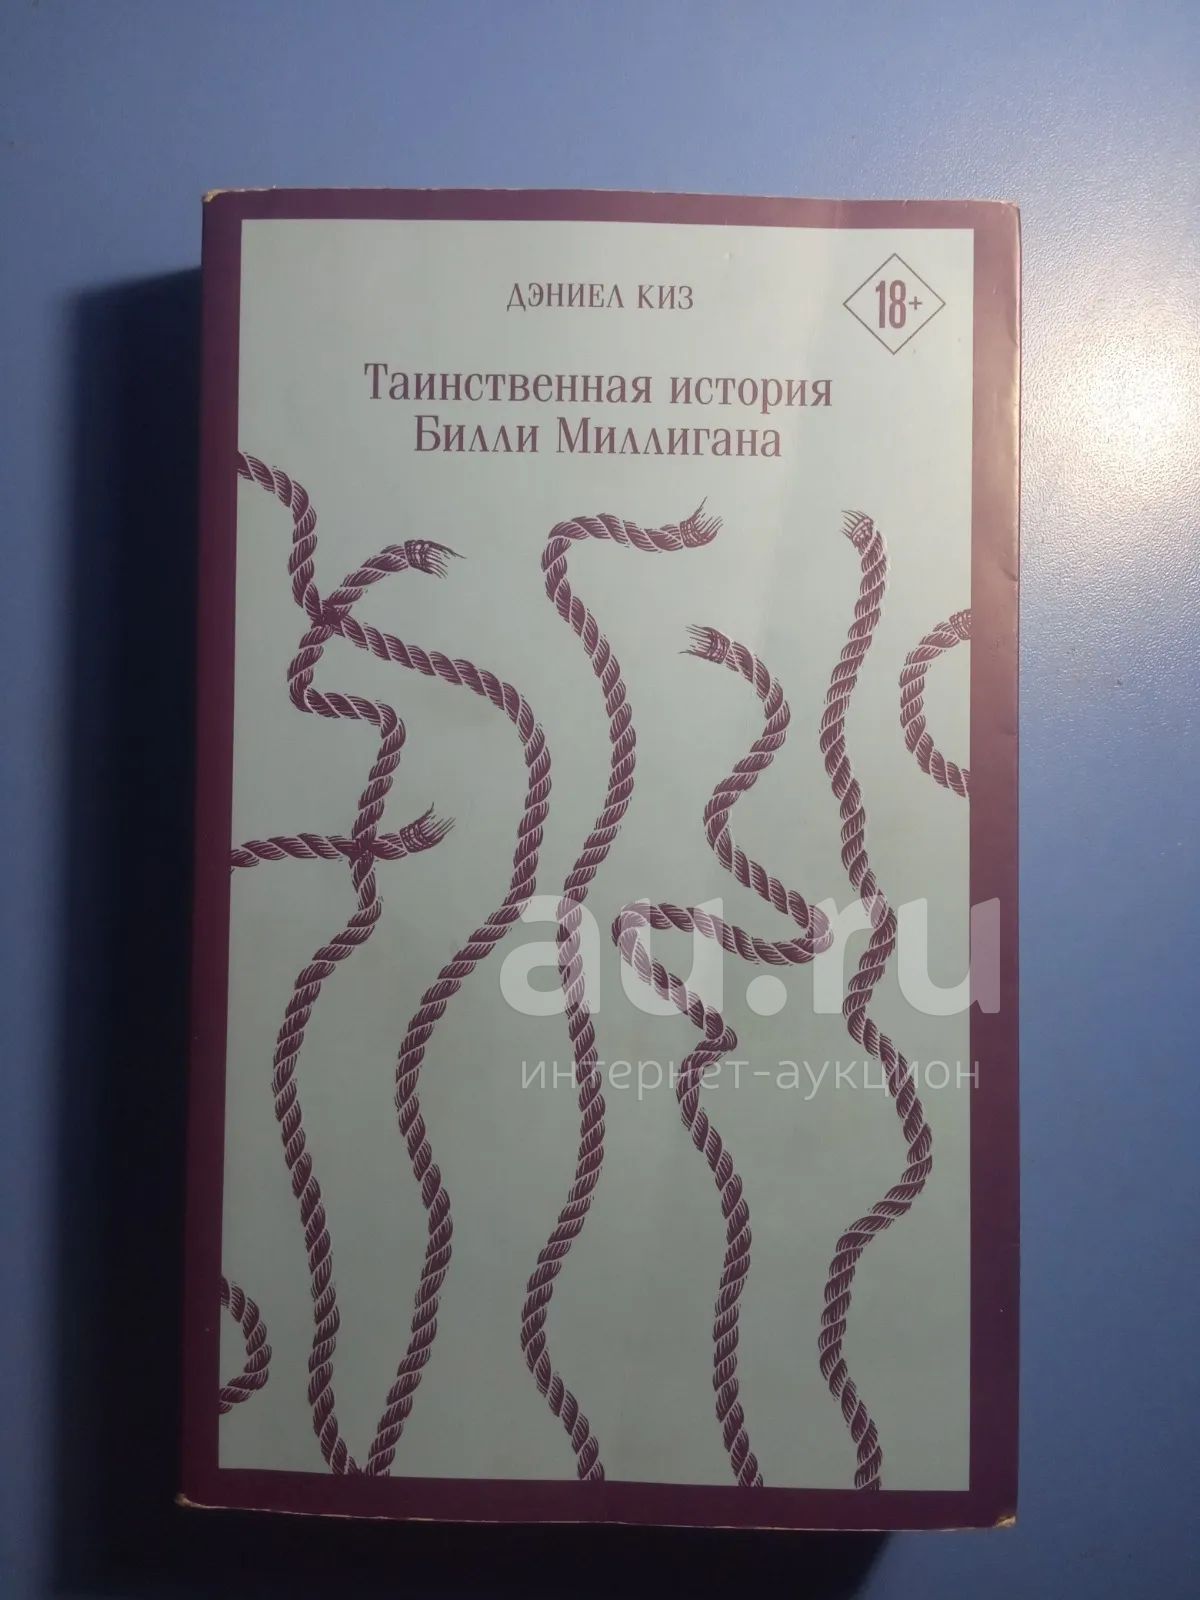 ДЭНИЕЛ КИЗ
18+
Таинственная история
Билли Миллигана
au.ru
интернет-аукцион